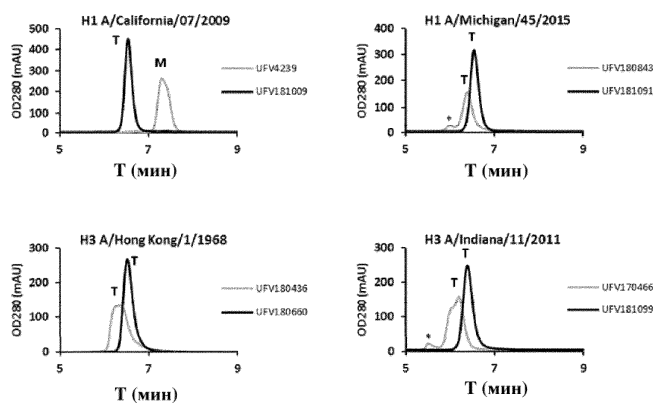 H1 A/California/07/2009
OD280 (mAU)
500
400
300
200
100
0
T
M
UFV4239
UFV181009
5
7
9
T (мин)
H1 A/Michigan/45/2015
OD280 (mAU)
400
300
200
100
0
T
T
*
UFV180843
UFV181091
5
7
9
T (мин)
H3 A/Hong Kong/1/1968
OD280 (mAU)
300
200
100
0
T
T
UFV180436
UFV180660
5
7
9
T (мин)
H3 A/Indiana/11/2011
OD280 (mAU)
300
200
100
0
T
T
*
UFV170466
UFV181099
5
7
9
T (мин)